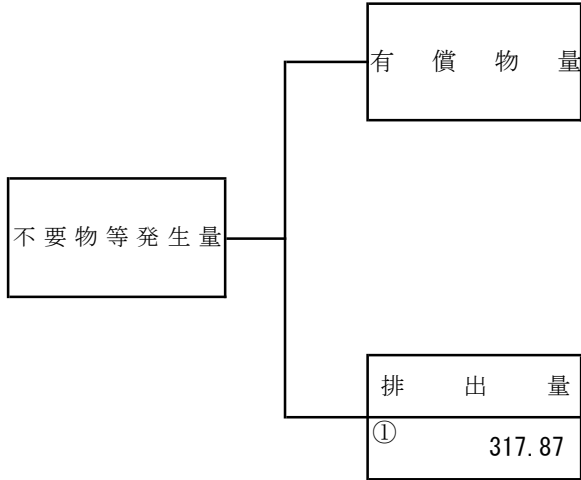 有償物量
不要物等発生量
排出量
①
317.87